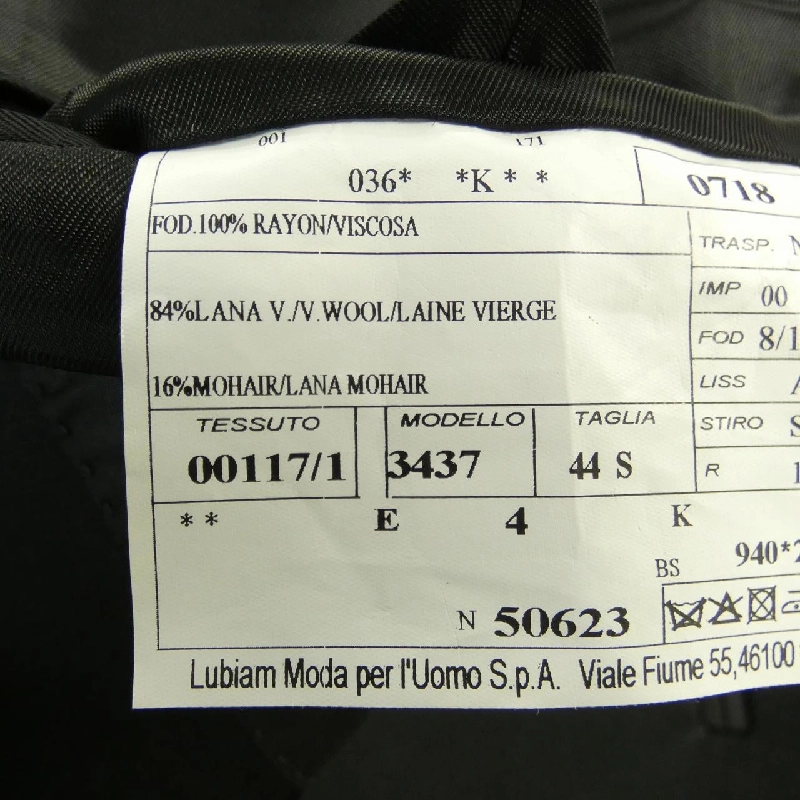 001 171
036* *K * * 0718
FOD.100% RAYON/VISCOSA
TRASP.
84%LANA V./V.WOOL/LAINE VIERGE
IMP 00
FOD 8/1
16%MOHAIR/LANA MOHAIR
LISS
TESSUTO MODELLO TAGLIA
STIRO S
00117/1 3437 44 S
R 1
* * E 4 K
BS 940*2
N 50623
Lubiam Moda per l'Uomo S.p.A. Viale Fiume 55,46100